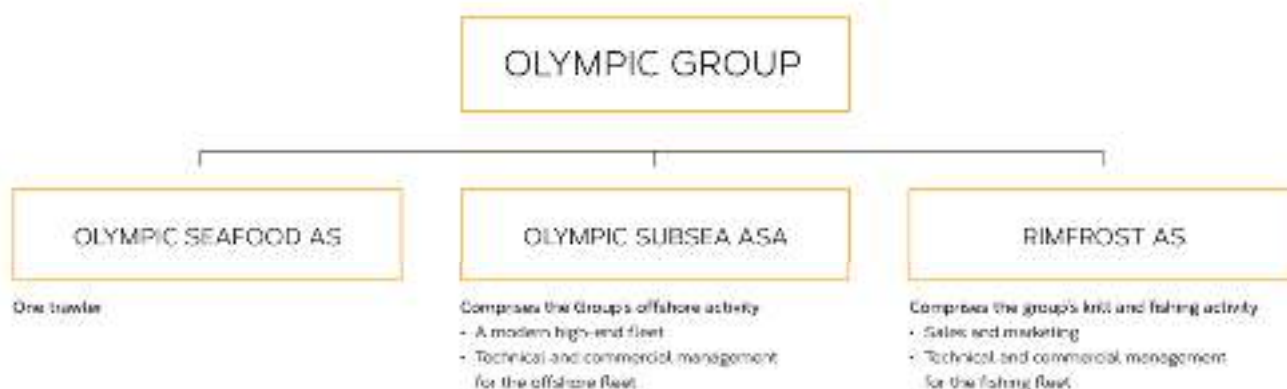 OLYMPIC GROUP
OLYMPIC SEAFOOD AS
One trawler
OLYMPIC SUBSEA ASA
Comprises the Group's offshore activity
• A modern high-end fleet
• Technical and commercial management
for the offshore fleet
RIMFROST AS
Comprises the group's krill and fishing activity
• Sales and marketing
• Technical and commercial management
for the fishing fleet